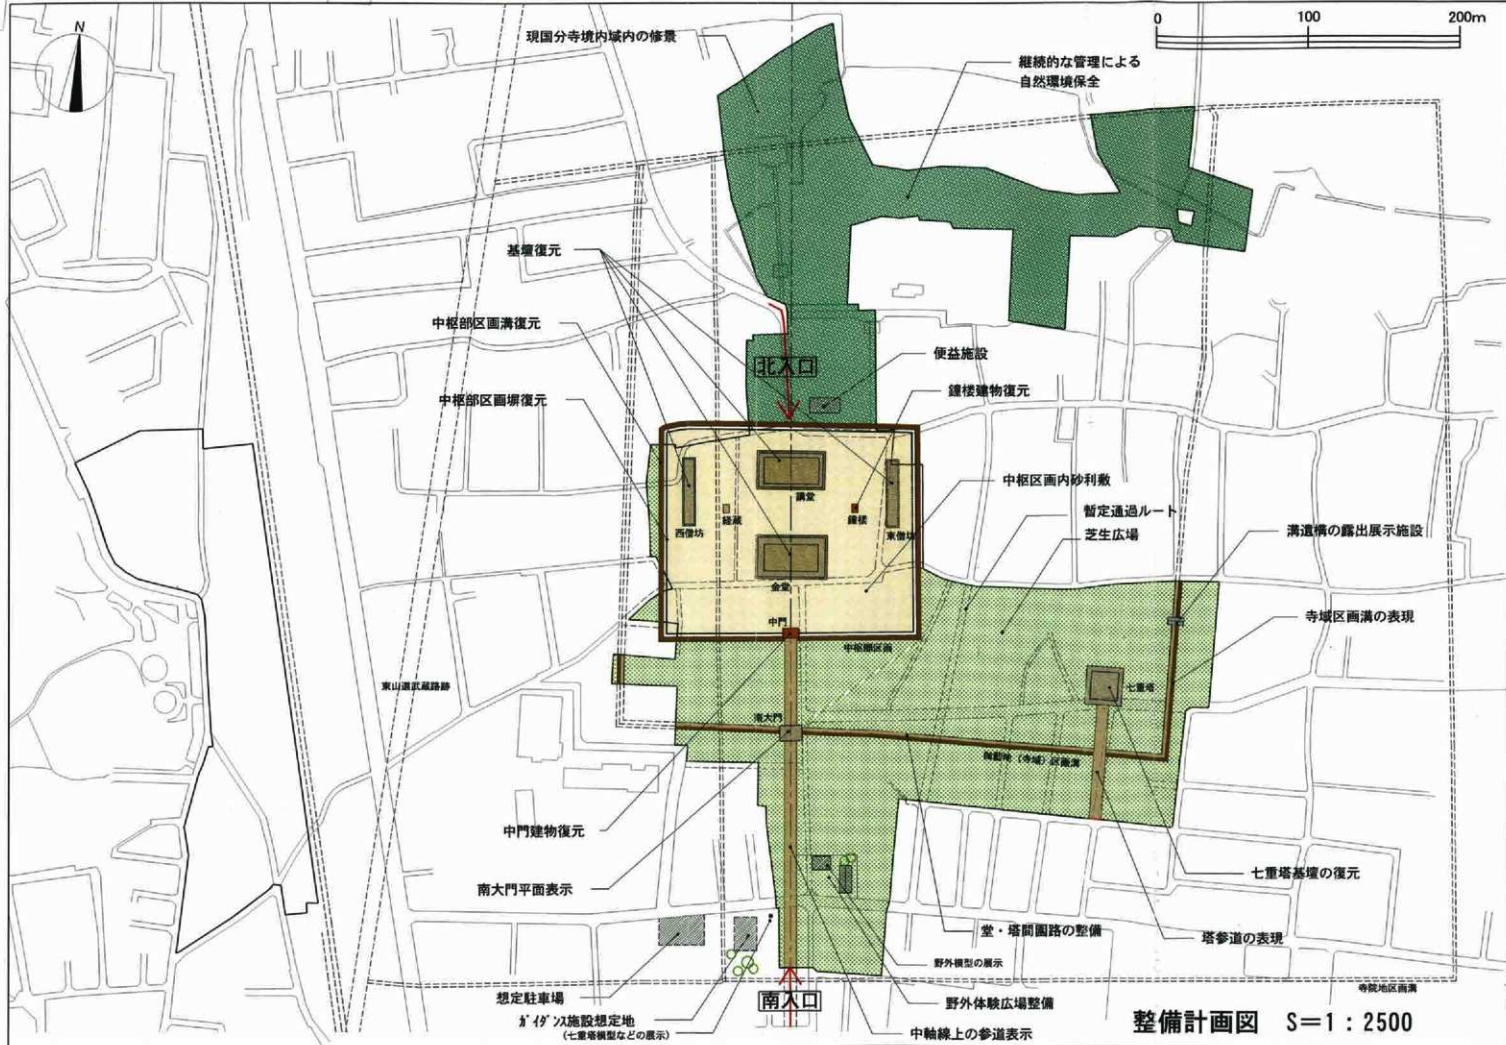 N
0 100 200m
現国分寺境内域内の修景
継続的な管理による
自然環境保全
基壇復元
中枢部区画溝復元
中枢部区画塀復元
北入口
便益施設
鐘楼建物復元
中枢区画内砂利敷
暫定通過ルート
芝生広場
溝遺構の露出展示施設
寺域区画溝の表現
講堂
経蔵
鐘楼
西僧坊
東僧坊
金堂
中門
中枢部区画
東山道武蔵路跡
七重塔
南大門
伽藍地(寺域)区画溝
中門建物復元
南大門平面表示
七重塔基壇の復元
堂・塔間園路の整備
塔参道の表現
野外模型の展示
想定駐車場
南入口
野外体験広場整備
寺院地区画溝
ガイダンス施設想定地
(七重塔模型などの展示)
中軸線上の参道表示
整備計画図 S=1:2500